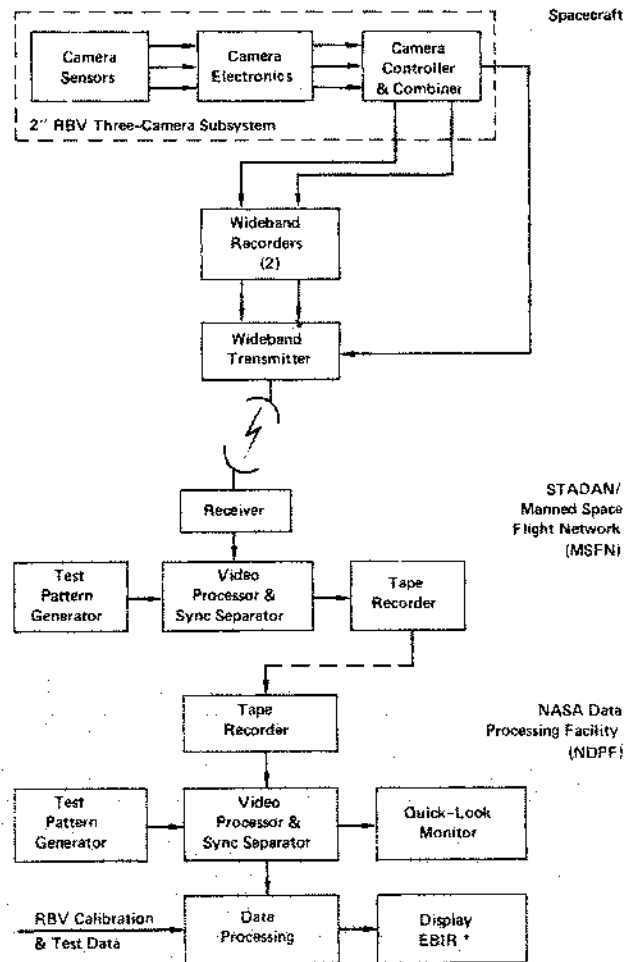 Spacecraft
Camera
Sensors
Camera
Electronics
Camera
Controller
& Combiner
2" RBV Three-Camera Subsystem
Wideband
Recorders
(2)
Wideband
Transmitter
Receiver
STADAN/
Manned Space
Flight Network
(MSFN)
Test
Pattern
Generator
Video
Processor &
Sync Separator
Tape
Recorder
Tape
Recorder
NASA Data
Processing Facility
(NDPF)
Test
Pattern
Generator
Video
Processor &
Sync Separator
Quick-Look
Monitor
RBV Calibration
& Test Data
Data
Processing
Display
EBIR *